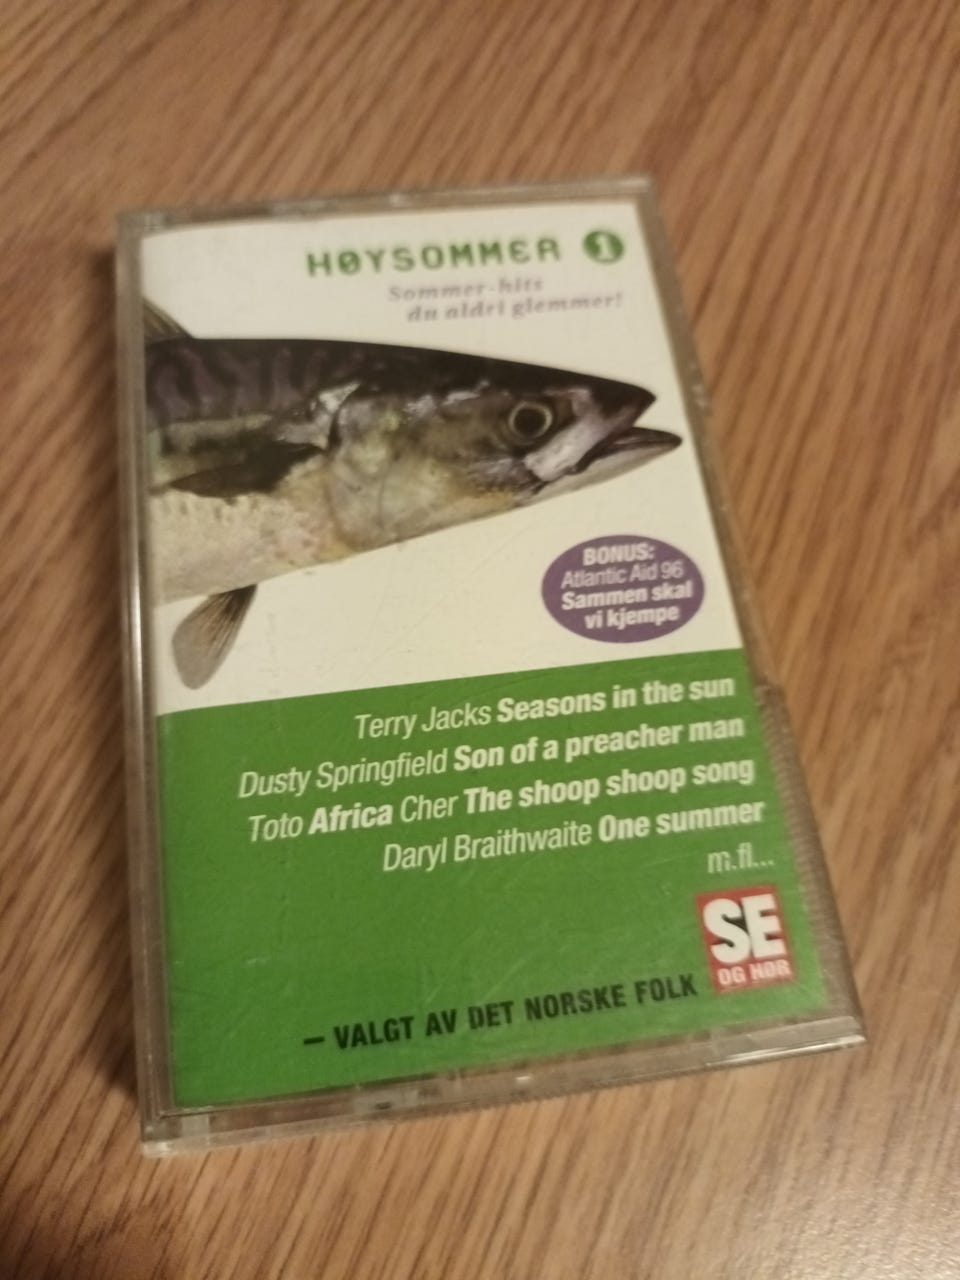 HØYSOMMER 1
Sommer-hits
du aldri glemmer!
BONUS:
Atlantic Aid 96
Sammen skal
vi kjempe
Terry Jacks Seasons in the sun
Dusty Springfield Son of a preacher man
Toto Africa Cher The shoop shoop song
Daryl Braithwaite One summer
m.fl...
SE
OG HØR
– VALGT AV DET NORSKE FOLK